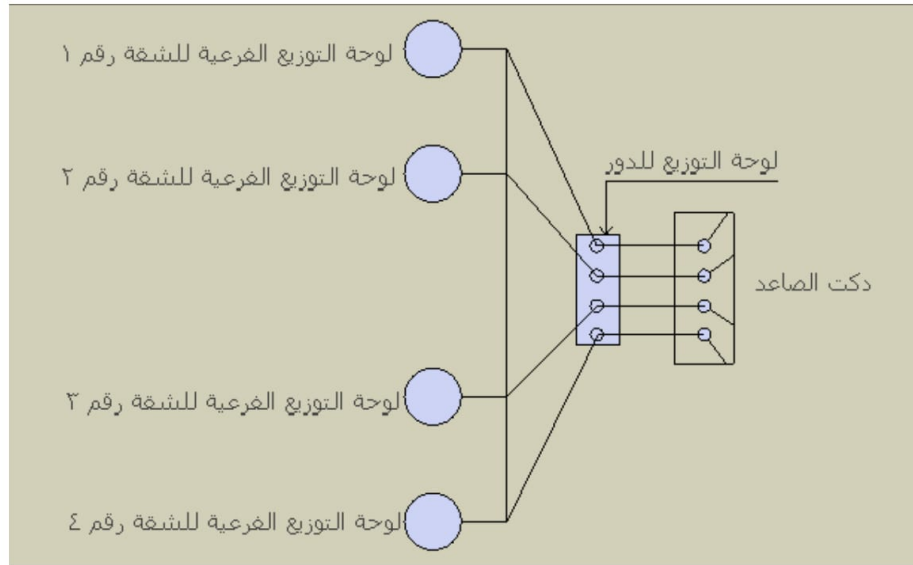 لوحة التوزيع الفرعية للشقة رقم ١
لوحة التوزيع الفرعية للشقة رقم ٢
لوحة التوزيع للدور
دكت الصاعد
لوحة التوزيع الفرعية للشقة رقم ٣
لوحة التوزيع الفرعية للشقة رقم ٤